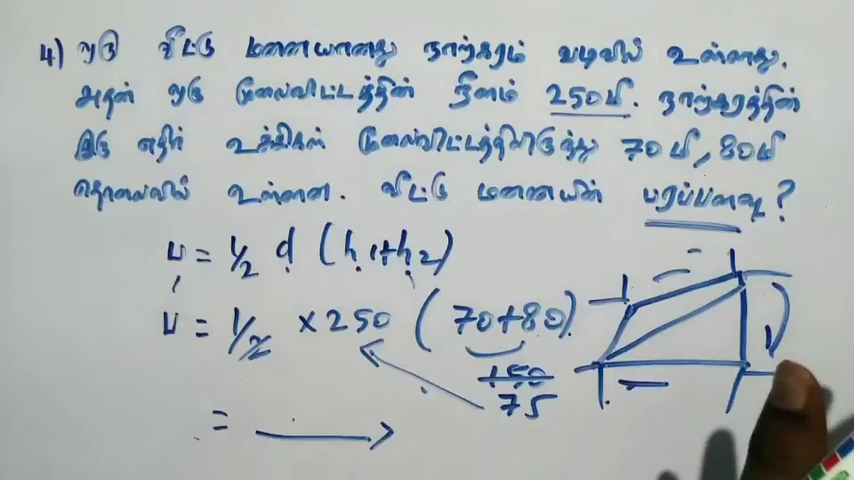 4) ஒரு வீட்டு மனையானது நாற்கரம் வடிவில் உள்ளது.
அதன் ஒரு மூலைவிட்டத்தின் நீளம் 250மீ. நாற்கரத்தின்
இரு எதிர் உச்சிகள் மூலைவிட்டத்திலிருந்து 70 மீ, 80மீ
தொலைவில் உள்ளன. வீட்டு மனையின் பரப்பளவு?
ப = 1/2 d (h1+h2)
ப = 1/2 × 250 (70+80)
150
75
=